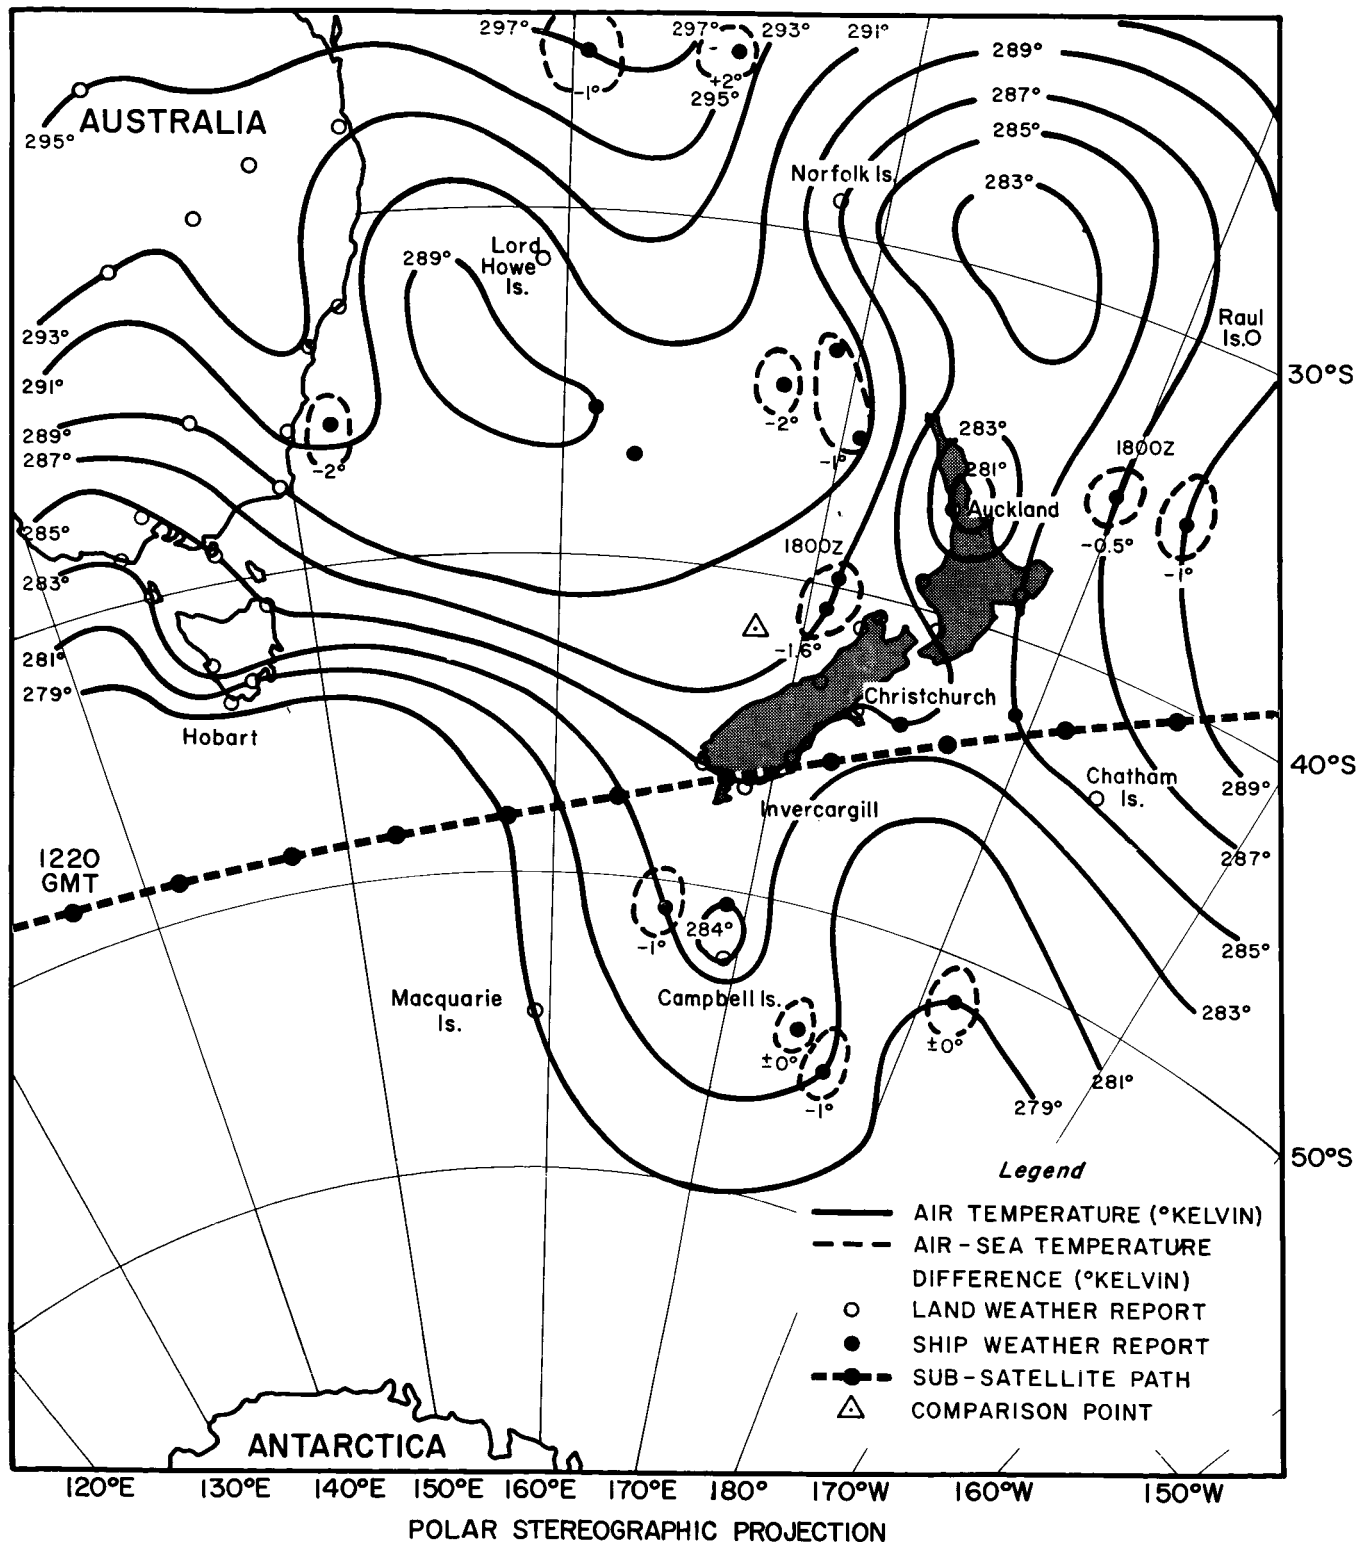 297°
297°
293°
291°
289°
-1°
+2°
295°
287°
AUSTRALIA
285°
295°
Norfolk Is.
283°
Lord
Howe
Is.
289°
293°
Raul
Is.
30°S
291°
-2°
289°
-2°
-1°
283°
1800Z
287°
281°
Auckland
285°
1800Z
-0.5°
-1°
283°
-1.6°
281°
279°
Christchurch
Hobart
40°S
Chatham
Is.
289°
Invercargill
1220
GMT
287°
284°
-1°
285°
Macquarie
Is.
Campbell Is.
283°
±0°
±0°
-1°
281°
279°
50°S
Legend
AIR TEMPERATURE (°KELVIN)
AIR-SEA TEMPERATURE
DIFFERENCE (°KELVIN)
LAND WEATHER REPORT
SHIP WEATHER REPORT
SUB-SATELLITE PATH
COMPARISON POINT
ANTARCTICA
120°E 130°E 140°E 150°E 160°E 170°E 180° 170°W 160°W 150°W
POLAR STEREOGRAPHIC PROJECTION